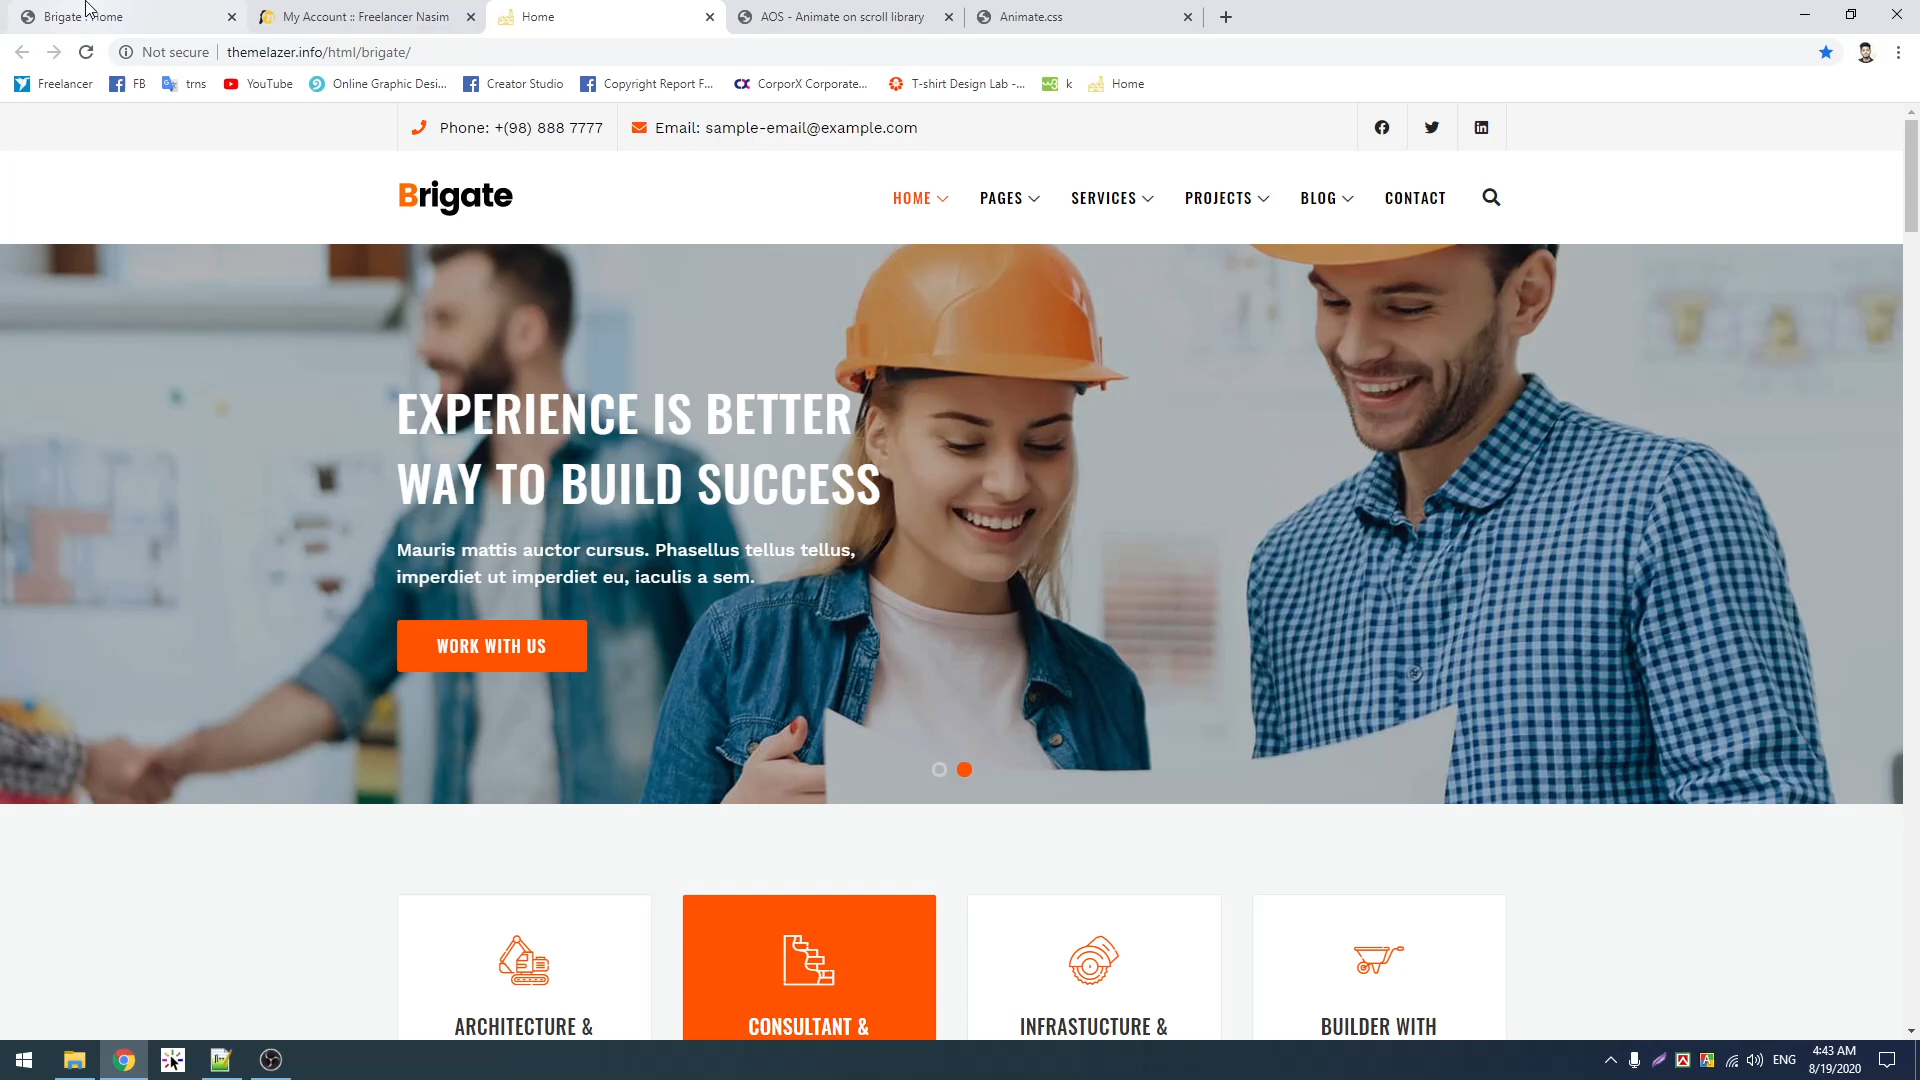 Brigate Home
My Account :: Freelancer Nasim
Home
AOS - Animate on scroll library
Animate.css
Not secure
themelazer.info/html/brigate/
Freelancer
FB
trns
YouTube
Online Graphic Desi...
Creator Studio
Copyright Report F...
CX
CorporX Corporate...
T-shirt Design Lab -...
k
Home
Phone: +(98) 888 7777
Email: sample-email@example.com
Brigate
HOME
PAGES
SERVICES
PROJECTS
BLOG
CONTACT
EXPERIENCE IS BETTER
WAY TO BUILD SUCCESS
Mauris mattis auctor cursus. Phasellus tellus tellus,
imperdiet ut imperdiet eu, iaculis a sem.
WORK WITH US
ARCHITECTURE &
CONSULTANT &
INFRASTUCTURE &
BUILDER WITH
ENG
4:43 AM
8/19/2020